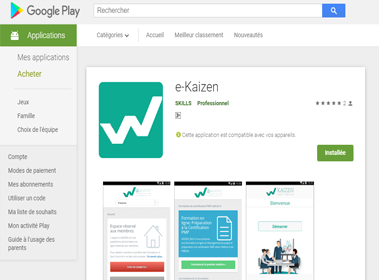 Google Play
Rechercher
Applications
Catégories
Accueil
Meilleur classement
Nouveautés
Mes applications
Acheter
Jeux
Famille
Choix de l'équipe
Compte
Modes de paiement
Mes abonnements
Utiliser un code
Ma liste de souhaits
Mon activité Play
Guide à l'usage des
parents
e-Kaizen
SKILLS Professionnel
2
Cette application est compatible avec vos appareils.
Installée
Espace réservé
aux membres
Formation en
ligne: Préparation
à la Certification
PMP
KAIZEN
Bienvenue
Démarrer